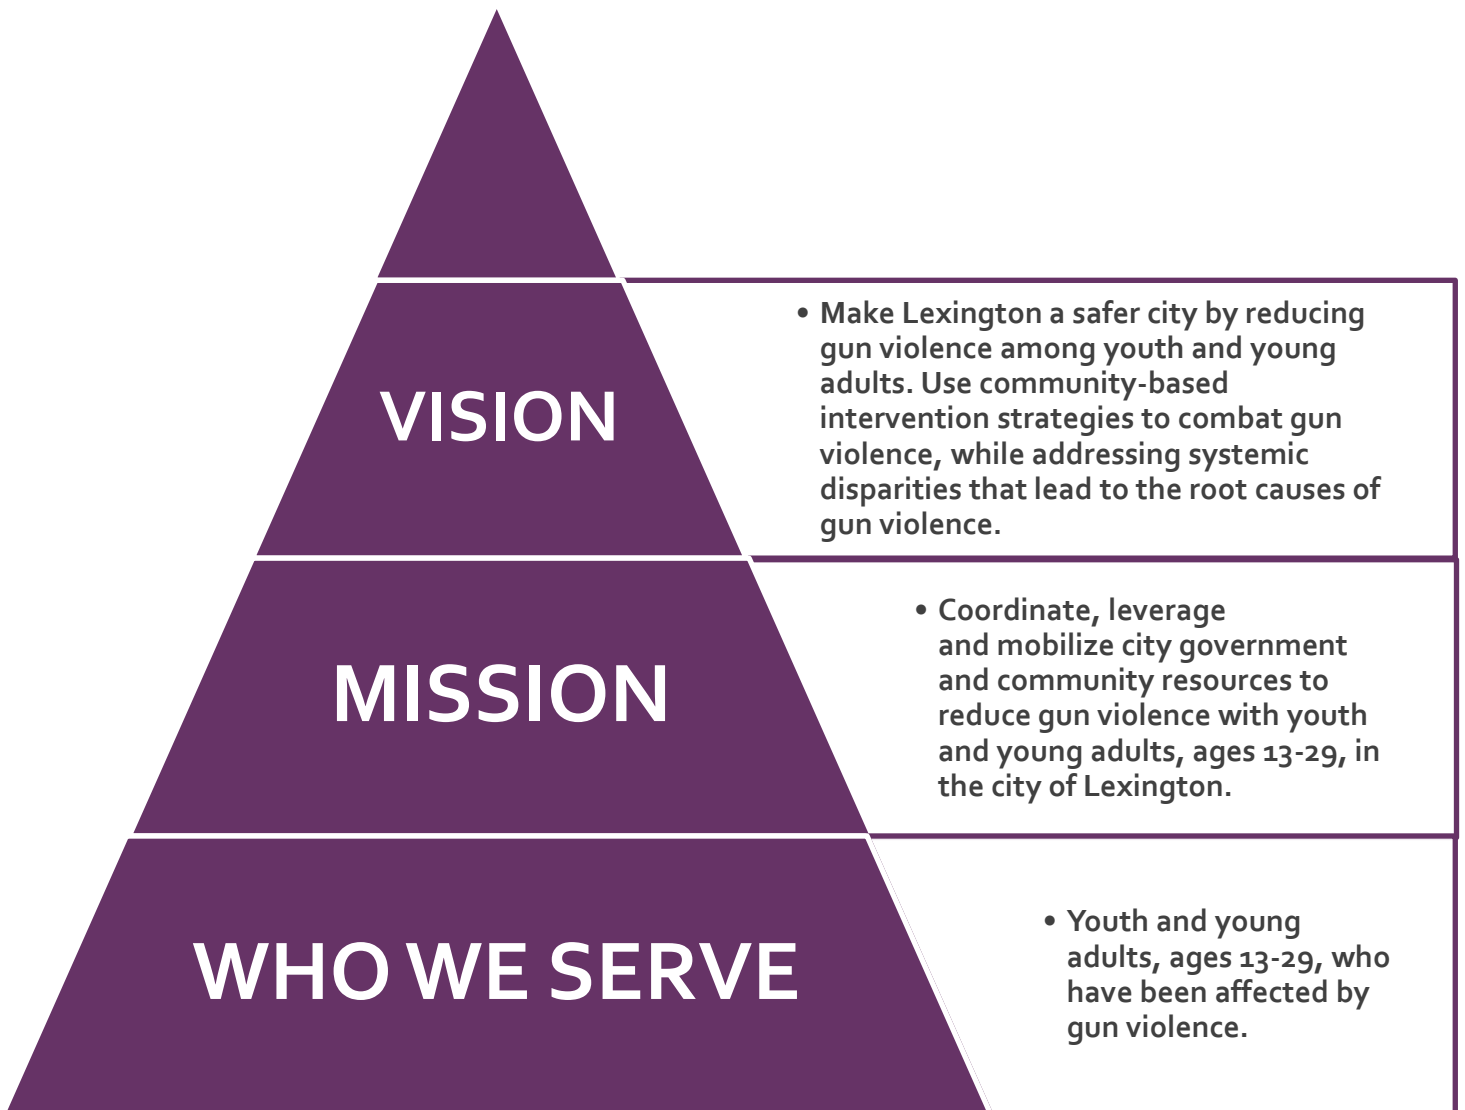 VISION
• Make Lexington a safer city by reducing
gun violence among youth and young
adults. Use community-based
intervention strategies to combat gun
violence, while addressing systemic
disparities that lead to the root causes of
gun violence.
MISSION
• Coordinate, leverage
and mobilize city government
and community resources to
reduce gun violence with youth
and young adults, ages 13-29, in
the city of Lexington.
WHO WE SERVE
• Youth and young
adults, ages 13-29, who
have been affected by
gun violence.